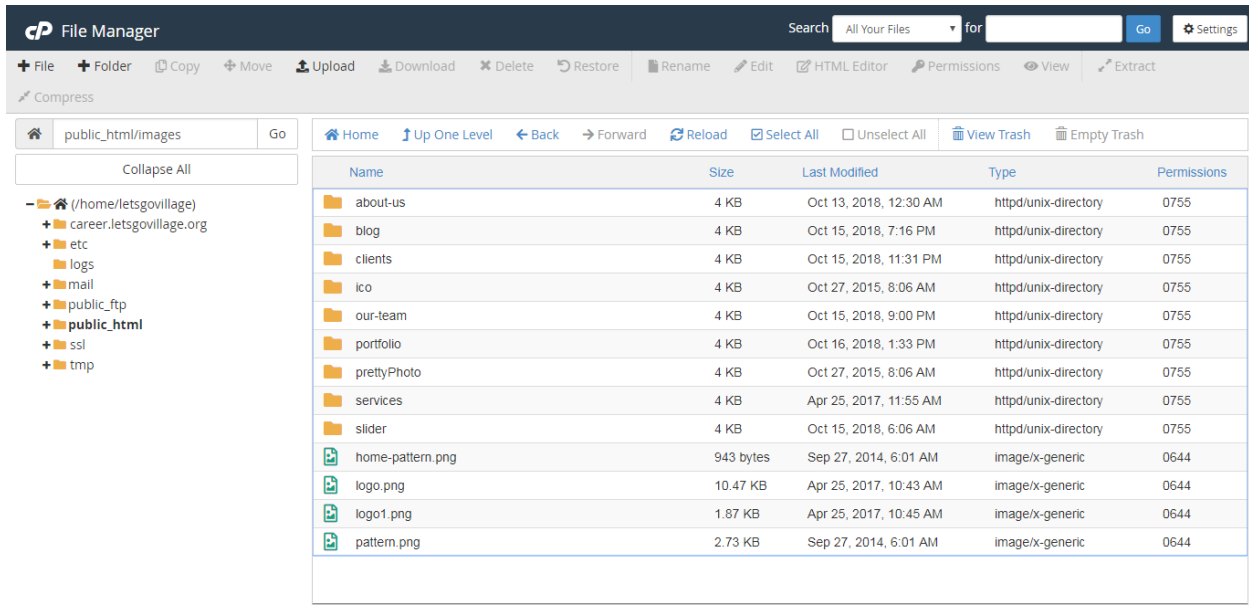 cP File Manager Search All Your Files for Go Settings
File Folder Copy Move Upload Download Delete Restore Rename Edit HTML Editor Permissions View Extract
Compress
public_html/images Go Home Up One Level Back Forward Reload Select All Unselect All View Trash Empty Trash
Collapse All
(/home/letsgovillage)
career.letsgovillage.org
etc
logs
mail
public_ftp
public_html
ssl
tmp
Name Size Last Modified Type Permissions
about-us 4 KB Oct 13, 2018, 12:30 AM httpd/unix-directory 0755
blog 4 KB Oct 15, 2018, 7:16 PM httpd/unix-directory 0755
clients 4 KB Oct 15, 2018, 11:31 PM httpd/unix-directory 0755
ico 4 KB Oct 27, 2015, 8:06 AM httpd/unix-directory 0755
our-team 4 KB Oct 15, 2018, 9:00 PM httpd/unix-directory 0755
portfolio 4 KB Oct 16, 2018, 1:33 PM httpd/unix-directory 0755
prettyPhoto 4 KB Oct 27, 2015, 8:06 AM httpd/unix-directory 0755
services 4 KB Apr 25, 2017, 11:55 AM httpd/unix-directory 0755
slider 4 KB Oct 15, 2018, 6:06 AM httpd/unix-directory 0755
home-pattern.png 943 bytes Sep 27, 2014, 6:01 AM image/x-generic 0644
logo.png 10.47 KB Apr 25, 2017, 10:43 AM image/x-generic 0644
logo1.png 1.87 KB Apr 25, 2017, 10:45 AM image/x-generic 0644
pattern.png 2.73 KB Sep 27, 2014, 6:01 AM image/x-generic 0644